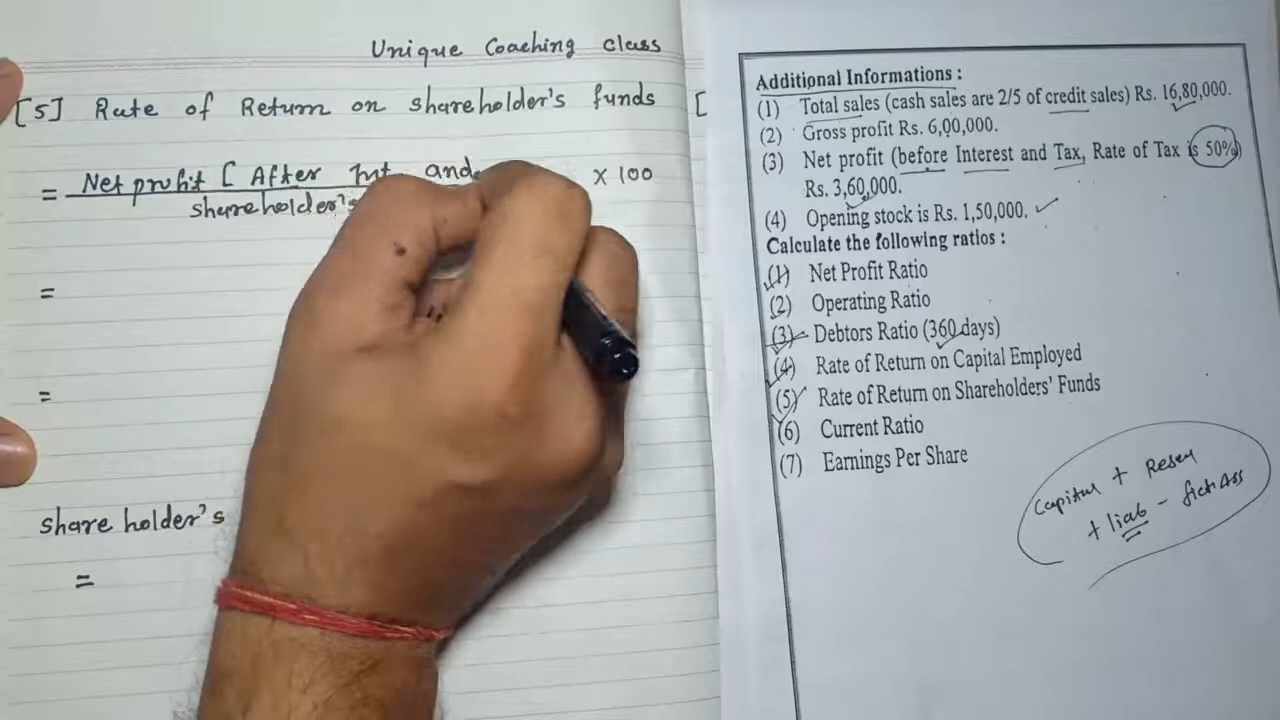 Unique Coaching class
[5] Rate of Return on shareholder's funds [
= Net profit [ After Int. and × 100
shareholder's
=
=
share holder's
=
Additional Informations :
(1) Total sales (cash sales are 2/5 of credit sales) Rs. 16,80,000.
(2) Gross profit Rs. 6,00,000.
(3) Net profit (before Interest and Tax, Rate of Tax is 50%)
Rs. 3,60,000.
(4) Opening stock is Rs. 1,50,000.
Calculate the following ratios :
(1) Net Profit Ratio
(2) Operating Ratio
(3) Debtors Ratio (360 days)
(4) Rate of Return on Capital Employed
(5) Rate of Return on Shareholders' Funds
(6) Current Ratio
(7) Earnings Per Share
Capital + Reser
+ liab - fict Ass